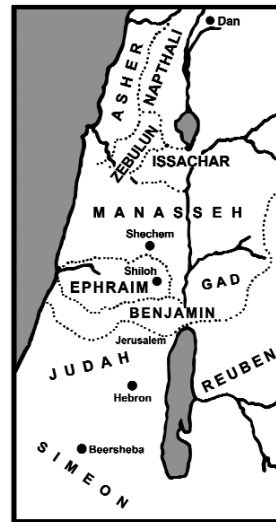 Dan
ASHER
NAPTHALI
ZEBULUN
ISSACHAR
MANASSEH
Shechem
Shiloh
EPHRAIM
GAD
BENJAMIN
Jerusalem
JUDAH
REUBEN
Hebron
Beersheba
SIMEON